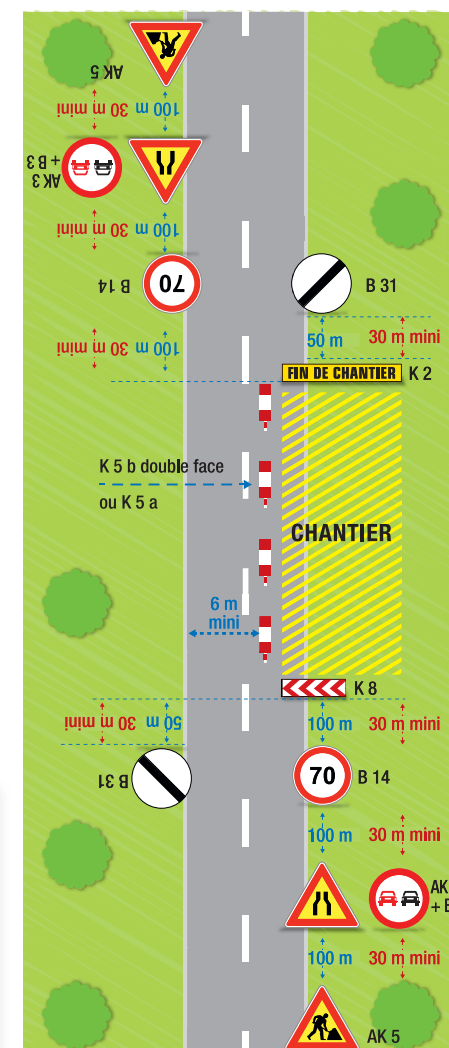 AK 5
100 m 30 m mini
AK 3
+ B 3
100 m 30 m mini
70
B 14
B 31
100 m 30 m mini
50 m 30 m mini
FIN DE CHANTIER K 2
K 5 b double face
ou K 5 a
CHANTIER
6 m
mini
K 8
50 m 30 m mini
100 m 30 m mini
B 31
70 B 14
100 m 30 m mini
AK
+ B
100 m 30 m mini
AK 5